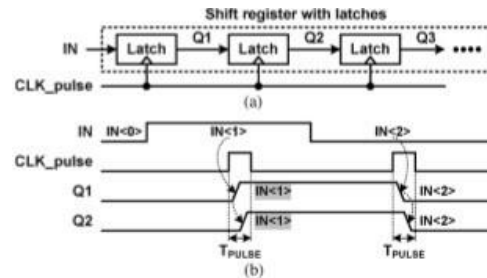 Shift register with latches
IN Latch Q1 Latch Q2 Latch Q3
CLK_pulse
(a)
IN IN<0> IN<1> IN<2>
CLK_pulse
Q1 IN<1> IN<2>
Q2 IN<1> IN<2>
TPULSE TPULSE
(b)